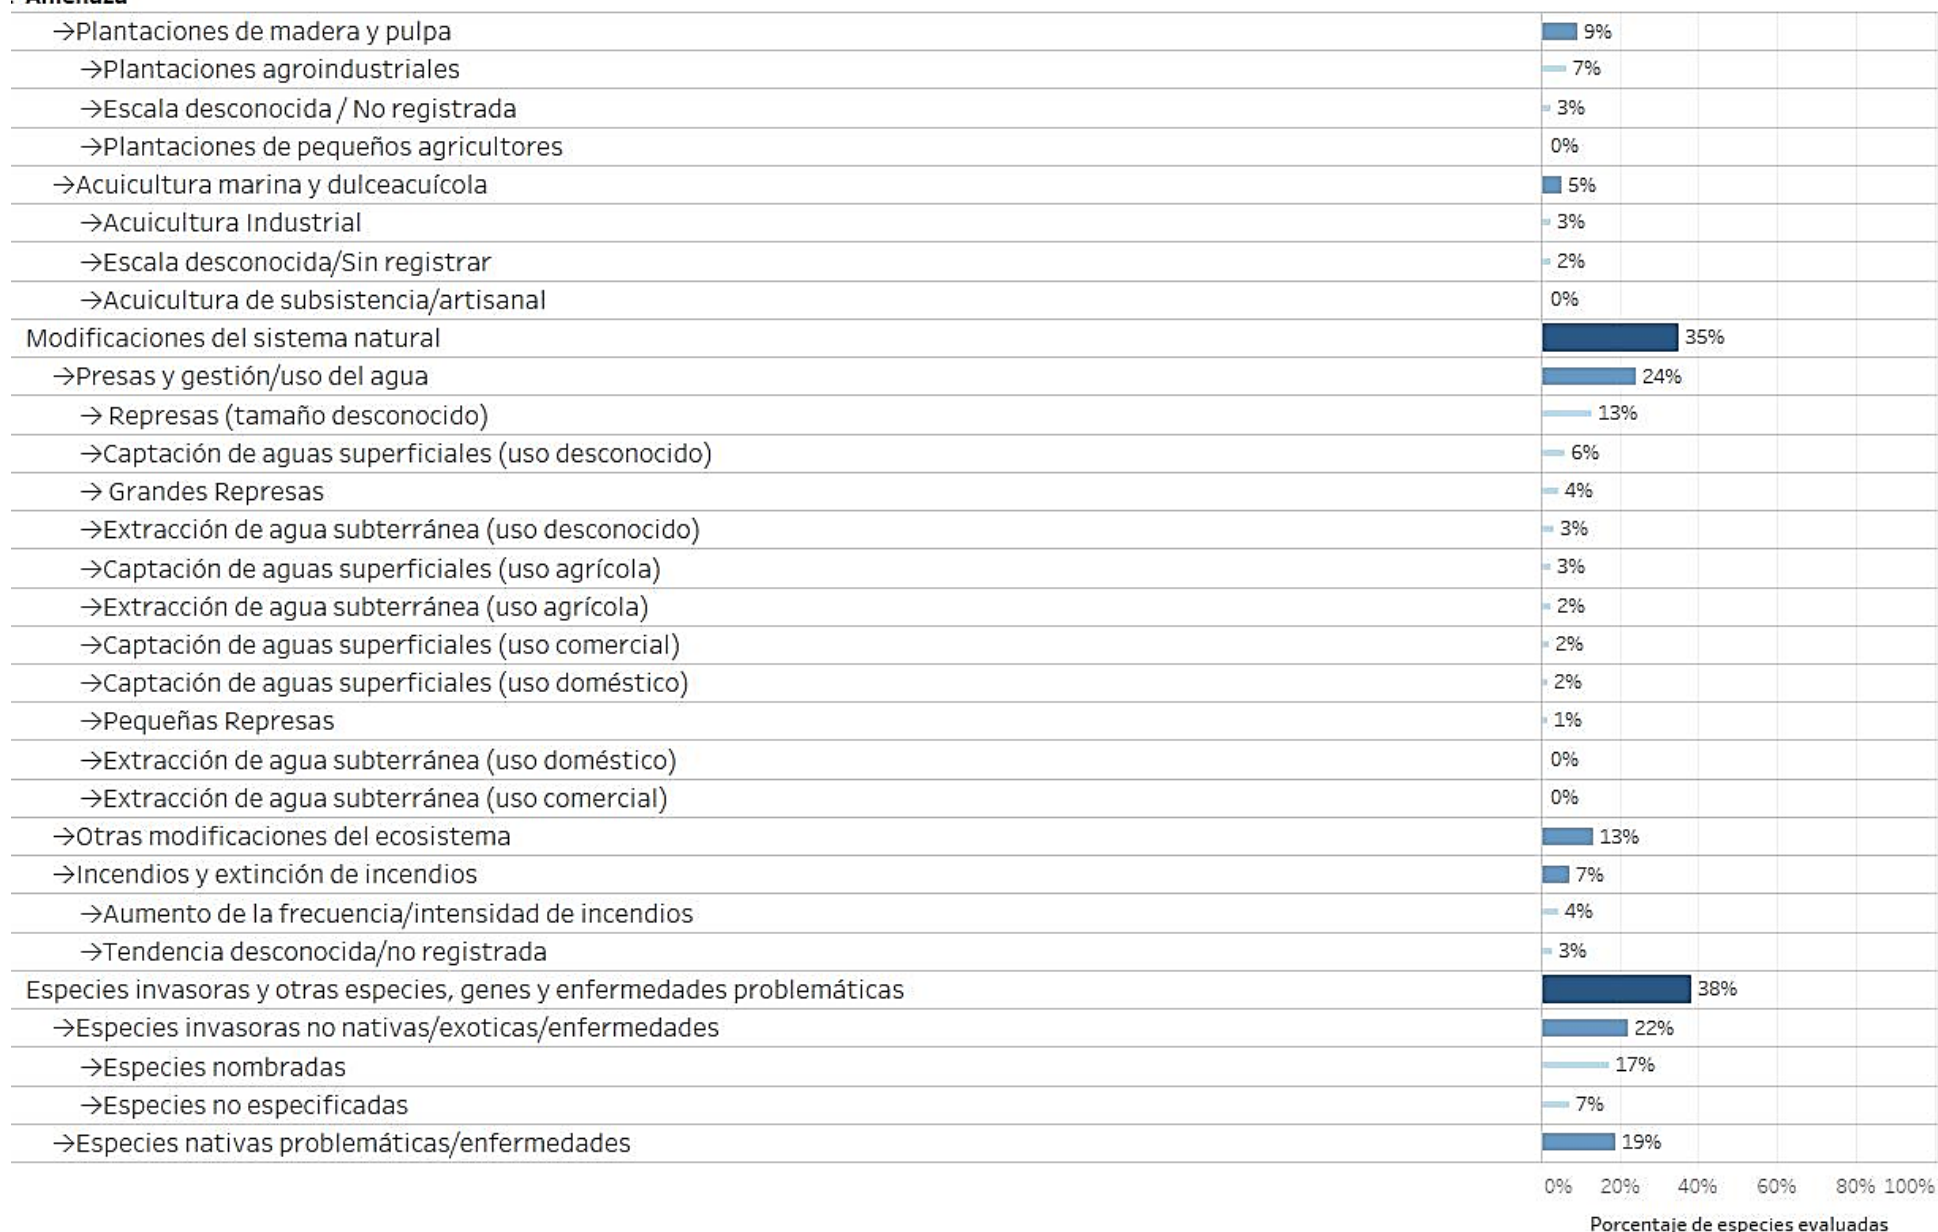 Amenaza
→Plantaciones de madera y pulpa 9%
→Plantaciones agroindustriales 7%
→Escala desconocida / No registrada 3%
→Plantaciones de pequeños agricultores 0%
→Acuicultura marina y dulceacuícola 5%
→Acuicultura Industrial 3%
→Escala desconocida/Sin registrar 2%
→Acuicultura de subsistencia/artisanal 0%
Modificaciones del sistema natural 35%
→Presas y gestión/uso del agua 24%
→ Represas (tamaño desconocido) 13%
→Captación de aguas superficiales (uso desconocido) 6%
→ Grandes Represas 4%
→Extracción de agua subterránea (uso desconocido) 3%
→Captación de aguas superficiales (uso agrícola) 3%
→Extracción de agua subterránea (uso agrícola) 2%
→Captación de aguas superficiales (uso comercial) 2%
→Captación de aguas superficiales (uso doméstico) 2%
→Pequeñas Represas 1%
→Extracción de agua subterránea (uso doméstico) 0%
→Extracción de agua subterránea (uso comercial) 0%
→Otras modificaciones del ecosistema 13%
→Incendios y extinción de incendios 7%
→Aumento de la frecuencia/intensidad de incendios 4%
→Tendencia desconocida/no registrada 3%
Especies invasoras y otras especies, genes y enfermedades problemáticas 38%
→Especies invasoras no nativas/exoticas/enfermedades 22%
→Especies nombradas 17%
→Especies no especificadas 7%
→Especies nativas problemáticas/enfermedades 19%
0% 20% 40% 60% 80% 100%
Porcentaje de especies evaluadas